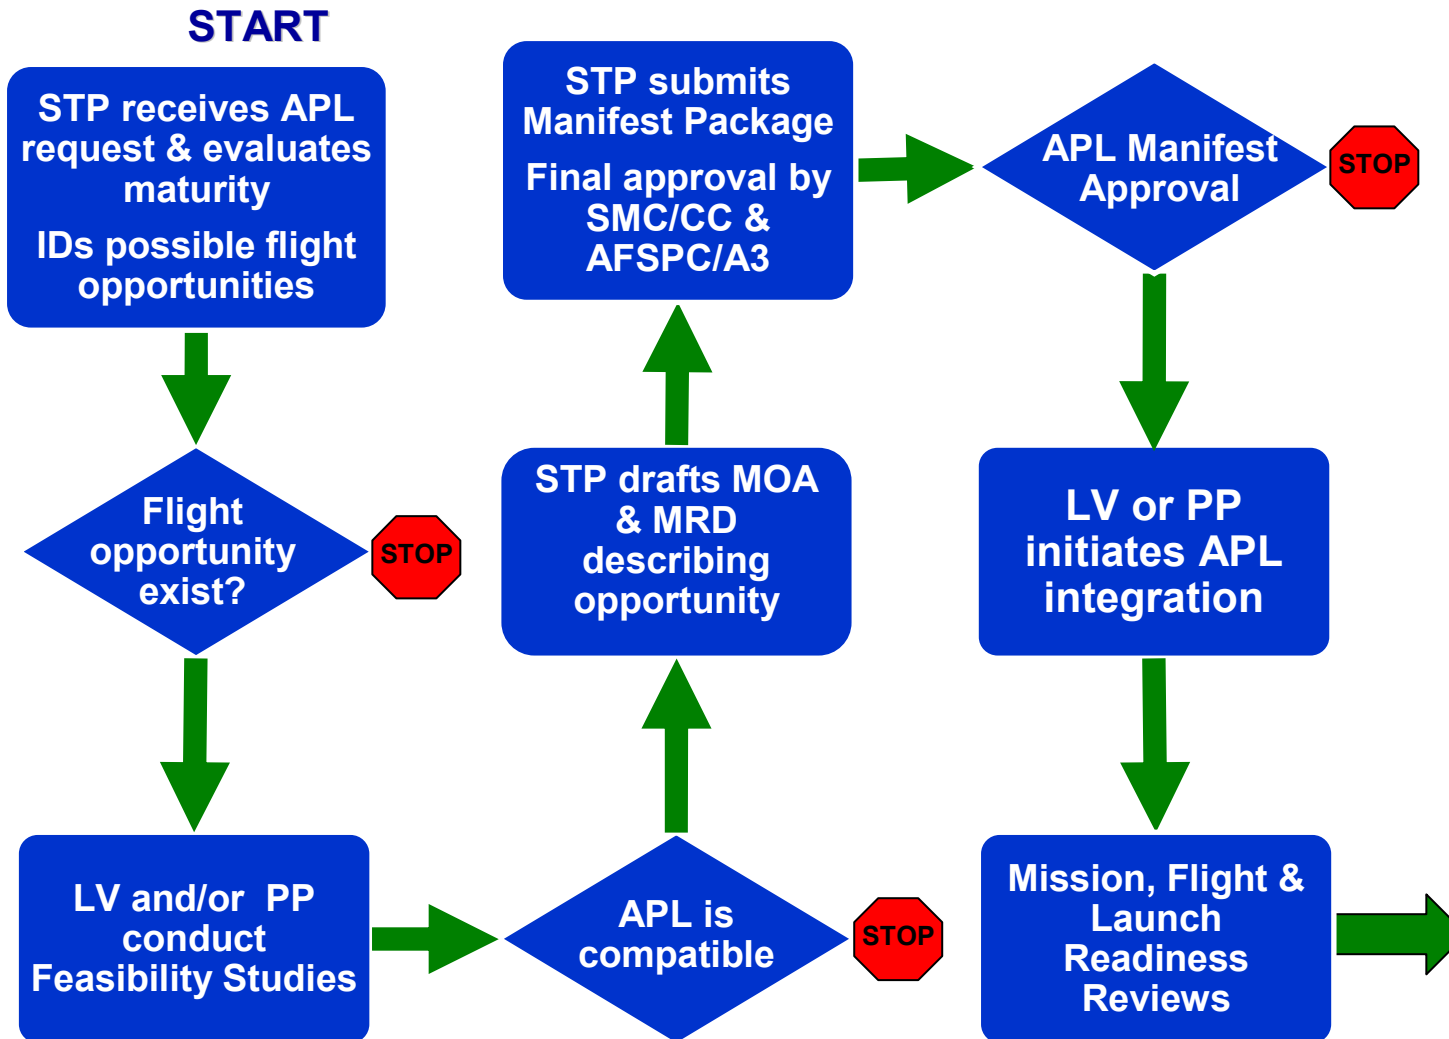 START
STP receives APL
request & evaluates
maturity
IDs possible flight
opportunities
Flight
opportunity
exist?
STOP
LV and/or PP
conduct
Feasibility Studies
APL is
compatible
STOP
STP drafts MOA
& MRD
describing
opportunity
STP submits
Manifest Package
Final approval by
SMC/CC &
AFSPC/A3
APL Manifest
Approval
STOP
LV or PP
initiates APL
integration
Mission, Flight &
Launch
Readiness
Reviews